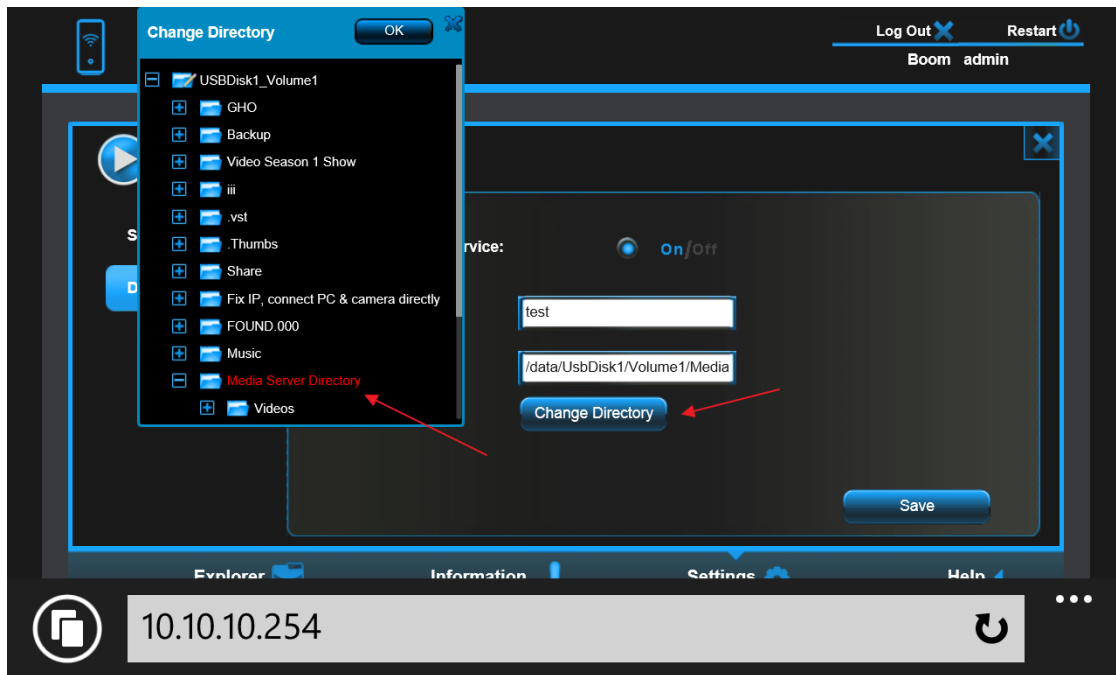 Change Directory
OK
Log Out
Restart
Boom admin
USBDisk1_Volume1
GHO
Backup
Video Season 1 Show
iii
.vst
.Thumbs
Share
Fix IP, connect PC & camera directly
FOUND.000
Music
Media Server Directory
Videos
S
D
rvice:
On/Off
test
/data/UsbDisk1/Volume1/Media
Change Directory
Save
Explorer
Information
Settings
Help
10.10.10.254